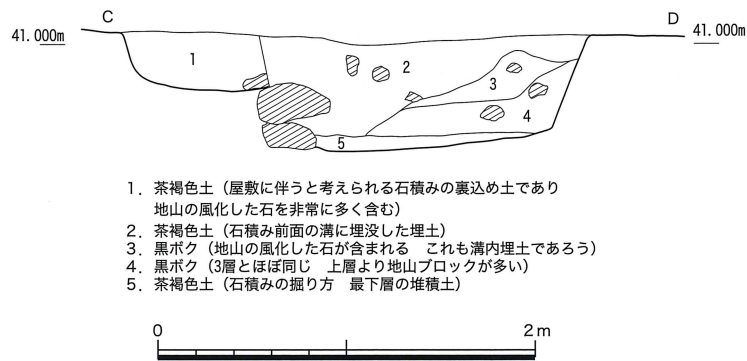 C
D
41.000m
41.000m
1
2
3
4
5
1．茶褐色土（屋敷に伴うと考えられる石積みの裏込め土であり
地山の風化した石を非常に多く含む）
2．茶褐色土（石積み前面の溝に埋没した埋土）
3．黒ボク（地山の風化した石が含まれる　これも溝内埋土であろう）
4．黒ボク（3層とほぼ同じ　上層より地山ブロックが多い）
5．茶褐色土（石積みの掘り方　最下層の堆積土）
0
2m